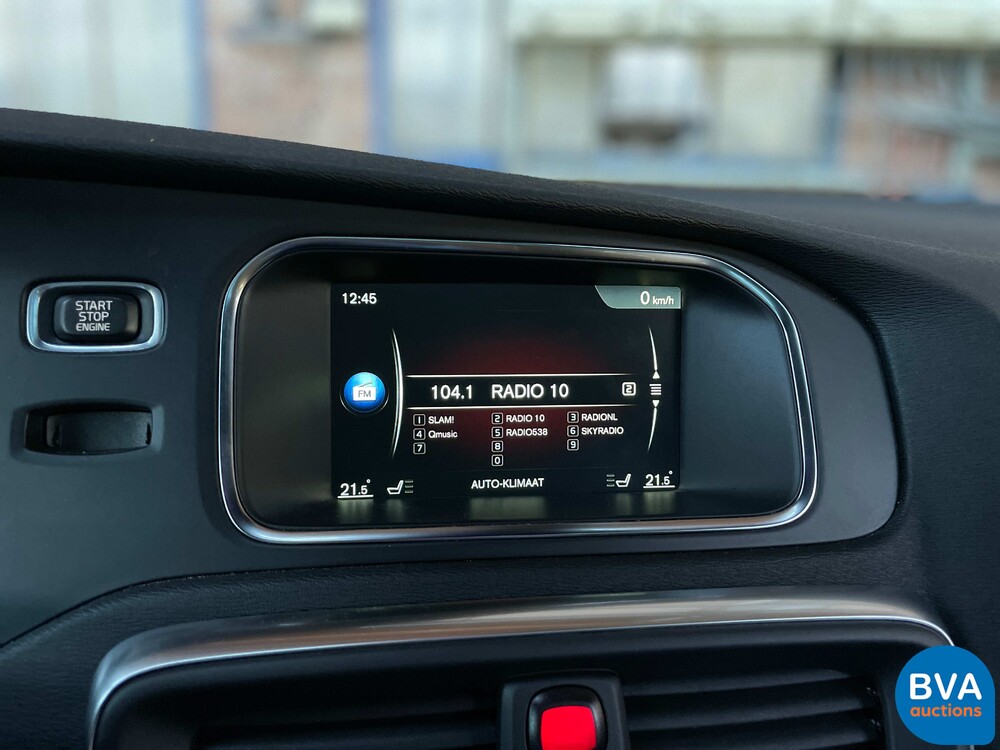 12:45
0 km/h
START
STOP
ENGINE
FM
104.1 RADIO 10 2
1 SLAM! 2 RADIO 10 3 RADIONL
4 Qmusic 5 RADIO538 6 SKYRADIO
7 8 9
0
21.5° AUTO-KLIMAAT 21.5°
BVA
auctions